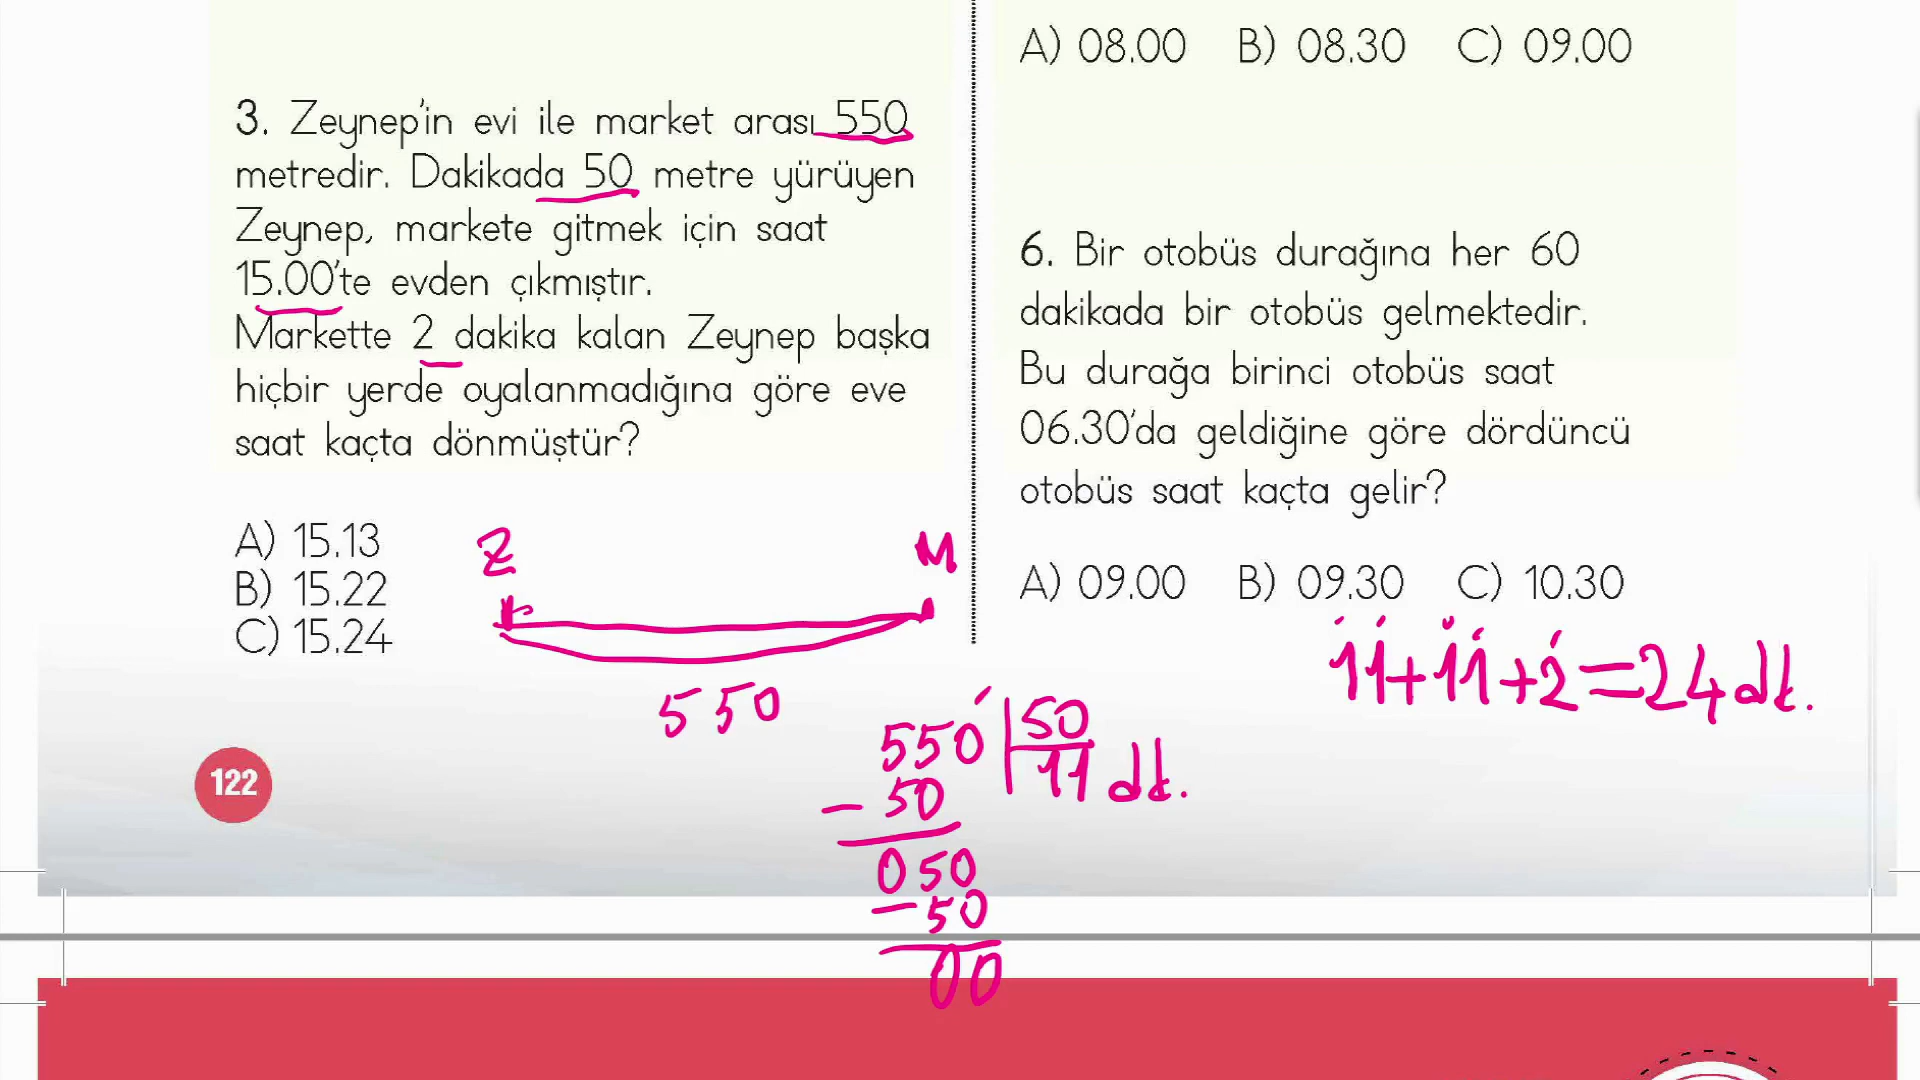 3. Zeynep'in evi ile market arası 550
metredir. Dakikada 50 metre yürüyen
Zeynep, markete gitmek için saat
15.00'te evden çıkmıştır.
Markette 2 dakika kalan Zeynep başka
hiçbir yerde oyalanmadığına göre eve
saat kaçta dönmüştür?
A) 15.13
B) 15.22
C) 15.24
Z M
550
550 50
11 dk.
- 50
050
- 50
00
122
A) 08.00 B) 08.30 C) 09.00
6. Bir otobüs durağına her 60
dakikada bir otobüs gelmektedir.
Bu durağa birinci otobüs saat
06.30'da geldiğine göre dördüncü
otobüs saat kaçta gelir?
A) 09.00 B) 09.30 C) 10.30
11+11+2=24 dk.